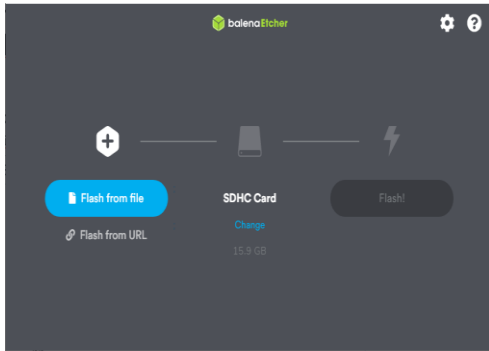 balenaEtcher
Flash from file
SDHC Card
Flash!
Flash from URL
Change
15.9 GB